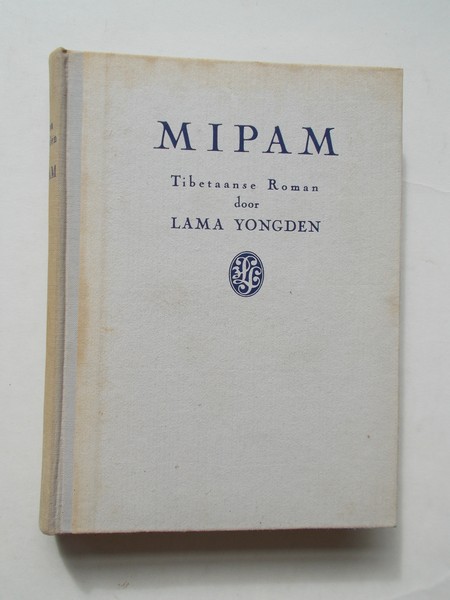 MIPAM
Tibetaanse Roman
door
LAMA YONGDEN